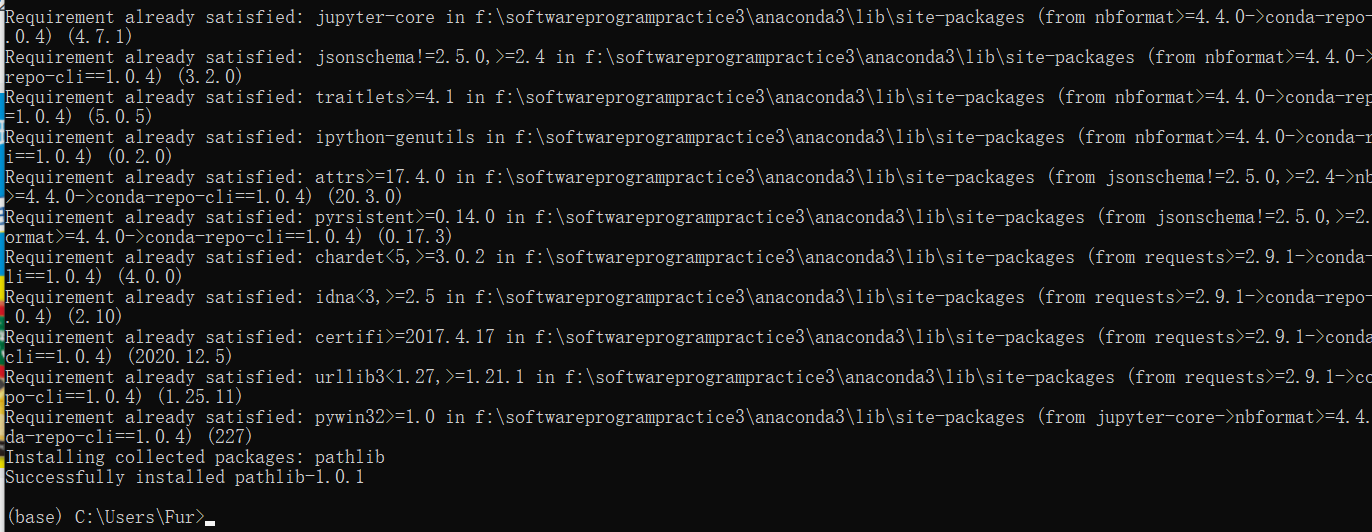 Requirement already satisfied: jupyter-core in f:\softwareprogrampractice3\anaconda3\lib\site-packages (from nbformat>=4.4.0->conda-repo-
.0.4) (4.7.1)
Requirement already satisfied: jsonschema!=2.5.0,>=2.4 in f:\softwareprogrampractice3\anaconda3\lib\site-packages (from nbformat>=4.4.0->
repo-cli==1.0.4) (3.2.0)
Requirement already satisfied: traitlets>=4.1 in f:\softwareprogrampractice3\anaconda3\lib\site-packages (from nbformat>=4.4.0->conda-rep
=1.0.4) (5.0.5)
Requirement already satisfied: ipython-genutils in f:\softwareprogrampractice3\anaconda3\lib\site-packages (from nbformat>=4.4.0->conda-r
i==1.0.4) (0.2.0)
Requirement already satisfied: attrs>=17.4.0 in f:\softwareprogrampractice3\anaconda3\lib\site-packages (from jsonschema!=2.5.0,>=2.4->nb
>=4.4.0->conda-repo-cli==1.0.4) (20.3.0)
Requirement already satisfied: pyrsistent>=0.14.0 in f:\softwareprogrampractice3\anaconda3\lib\site-packages (from jsonschema!=2.5.0,>=2.
ormat>=4.4.0->conda-repo-cli==1.0.4) (0.17.3)
Requirement already satisfied: chardet<5,>=3.0.2 in f:\softwareprogrampractice3\anaconda3\lib\site-packages (from requests>=2.9.1->conda-
li==1.0.4) (4.0.0)
Requirement already satisfied: idna<3,>=2.5 in f:\softwareprogrampractice3\anaconda3\lib\site-packages (from requests>=2.9.1->conda-repo-
.0.4) (2.10)
Requirement already satisfied: certifi>=2017.4.17 in f:\softwareprogrampractice3\anaconda3\lib\site-packages (from requests>=2.9.1->conda
cli==1.0.4) (2020.12.5)
Requirement already satisfied: urllib3<1.27,>=1.21.1 in f:\softwareprogrampractice3\anaconda3\lib\site-packages (from requests>=2.9.1->co
po-cli==1.0.4) (1.25.11)
Requirement already satisfied: pywin32>=1.0 in f:\softwareprogrampractice3\anaconda3\lib\site-packages (from jupyter-core->nbformat>=4.4.
da-repo-cli==1.0.4) (227)
Installing collected packages: pathlib
Successfully installed pathlib-1.0.1
(base) C:\Users\Fur>